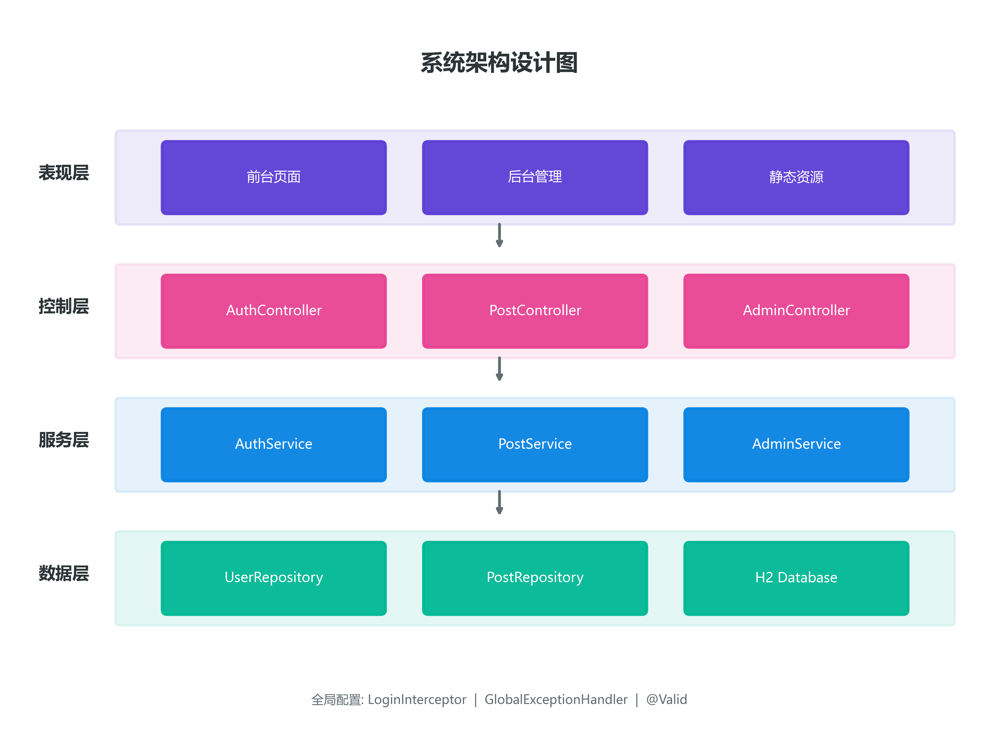 系统架构设计图
表现层
前台页面
后台管理
静态资源
控制层
AuthController
PostController
AdminController
服务层
AuthService
PostService
AdminService
数据层
UserRepository
PostRepository
H2 Database
全局配置: LoginInterceptor | GlobalExceptionHandler | @Valid